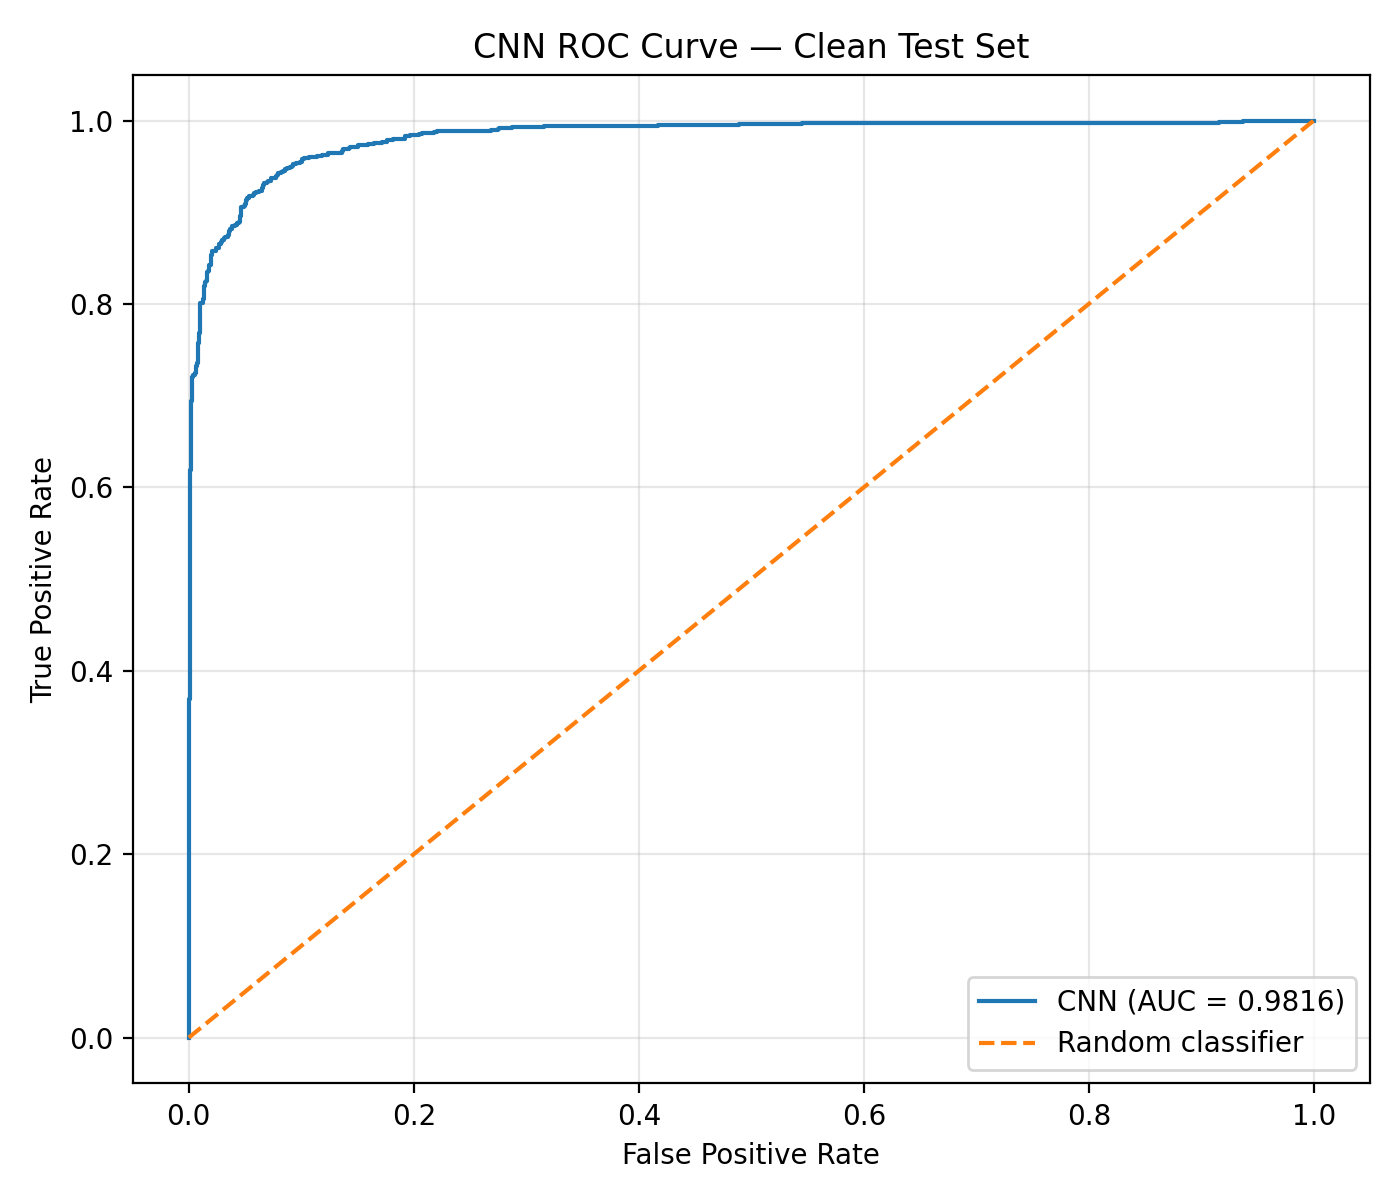 CNN ROC Curve — Clean Test Set
True Positive Rate
1.0
0.8
0.6
0.4
0.2
0.0
CNN (AUC = 0.9816)
Random classifier
0.0 0.2 0.4 0.6 0.8 1.0
False Positive Rate